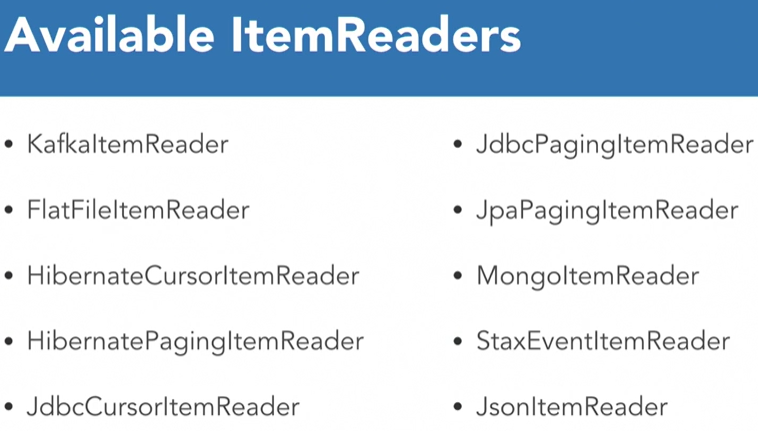 Available ItemReaders
• KafkaItemReader
• FlatFileItemReader
• HibernateCursorItemReader
• HibernatePagingItemReader
• JdbcCursorItemReader
• JdbcPagingItemReader
• JpaPagingItemReader
• MongoItemReader
• StaxEventItemReader
• JsonItemReader